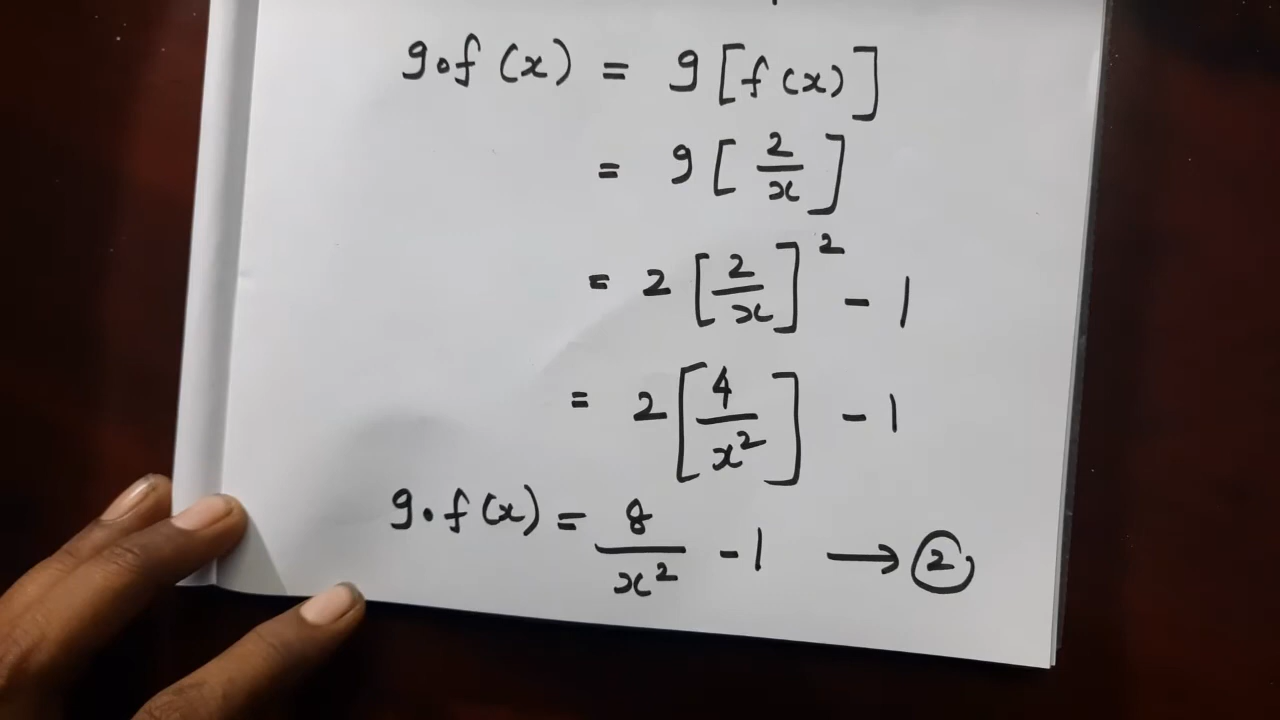 g∘f (x) = g [f(x)]
= g [2/x]
= 2 [2/x]² - 1
= 2 [4/x²] - 1
g∘f(x) = 8/x² - 1 → ②